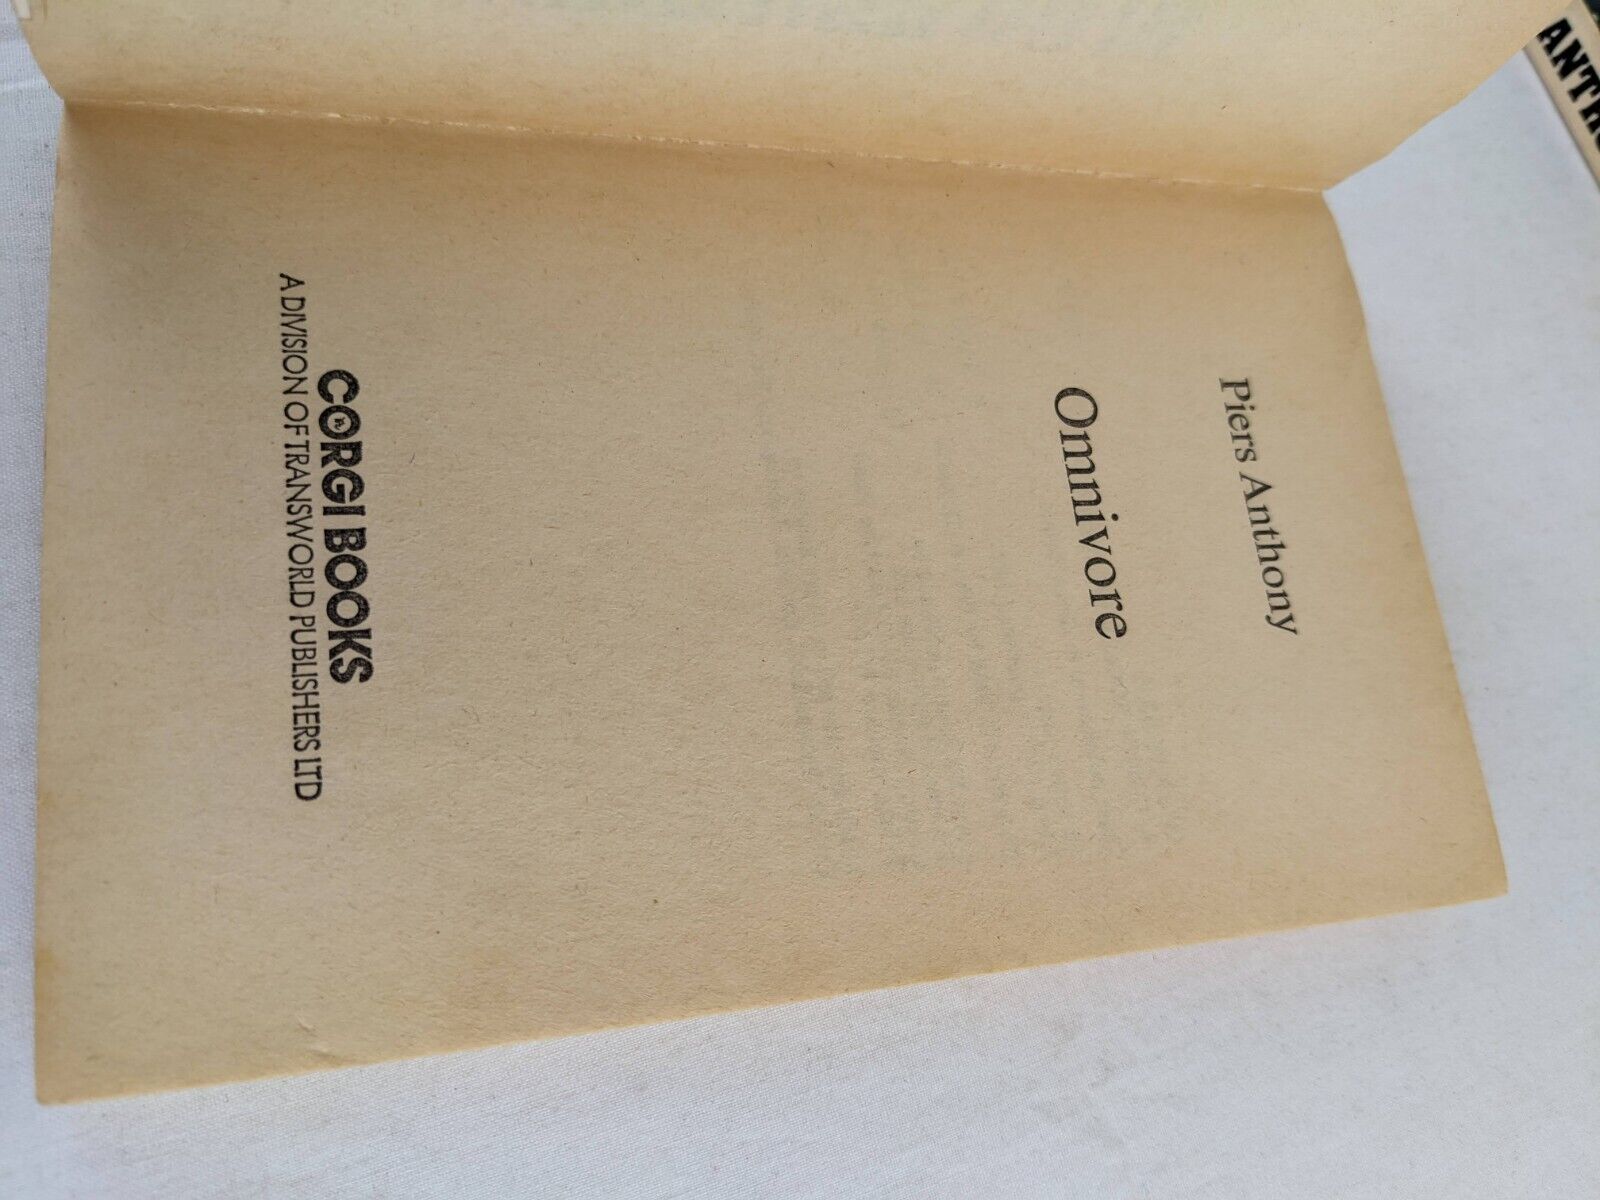 Piers Anthony
Omnivore
CORGI BOOKS
A DIVISION OF TRANSWORLD PUBLISHERS LTD